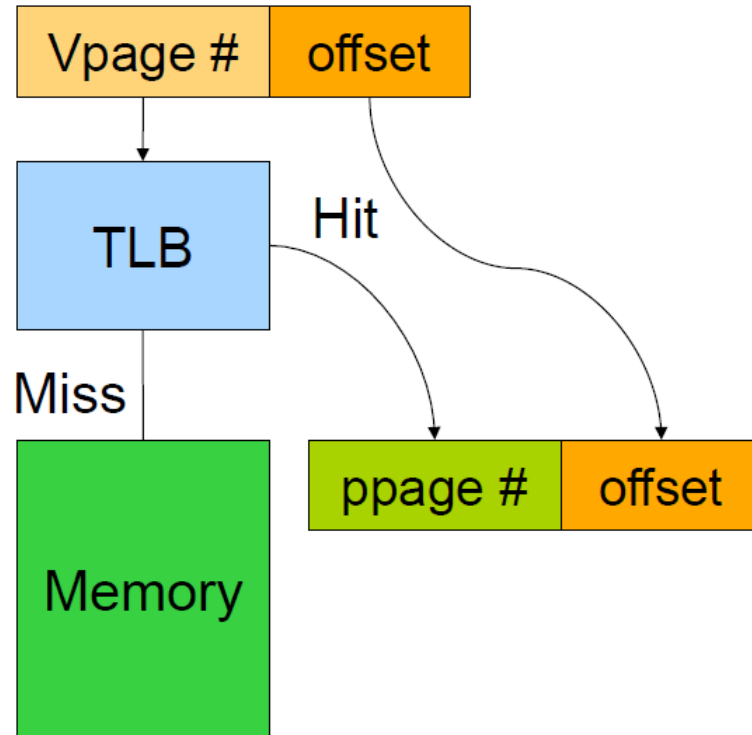 Vpage # offset
Hit
TLB
Miss
ppage # offset
Memory